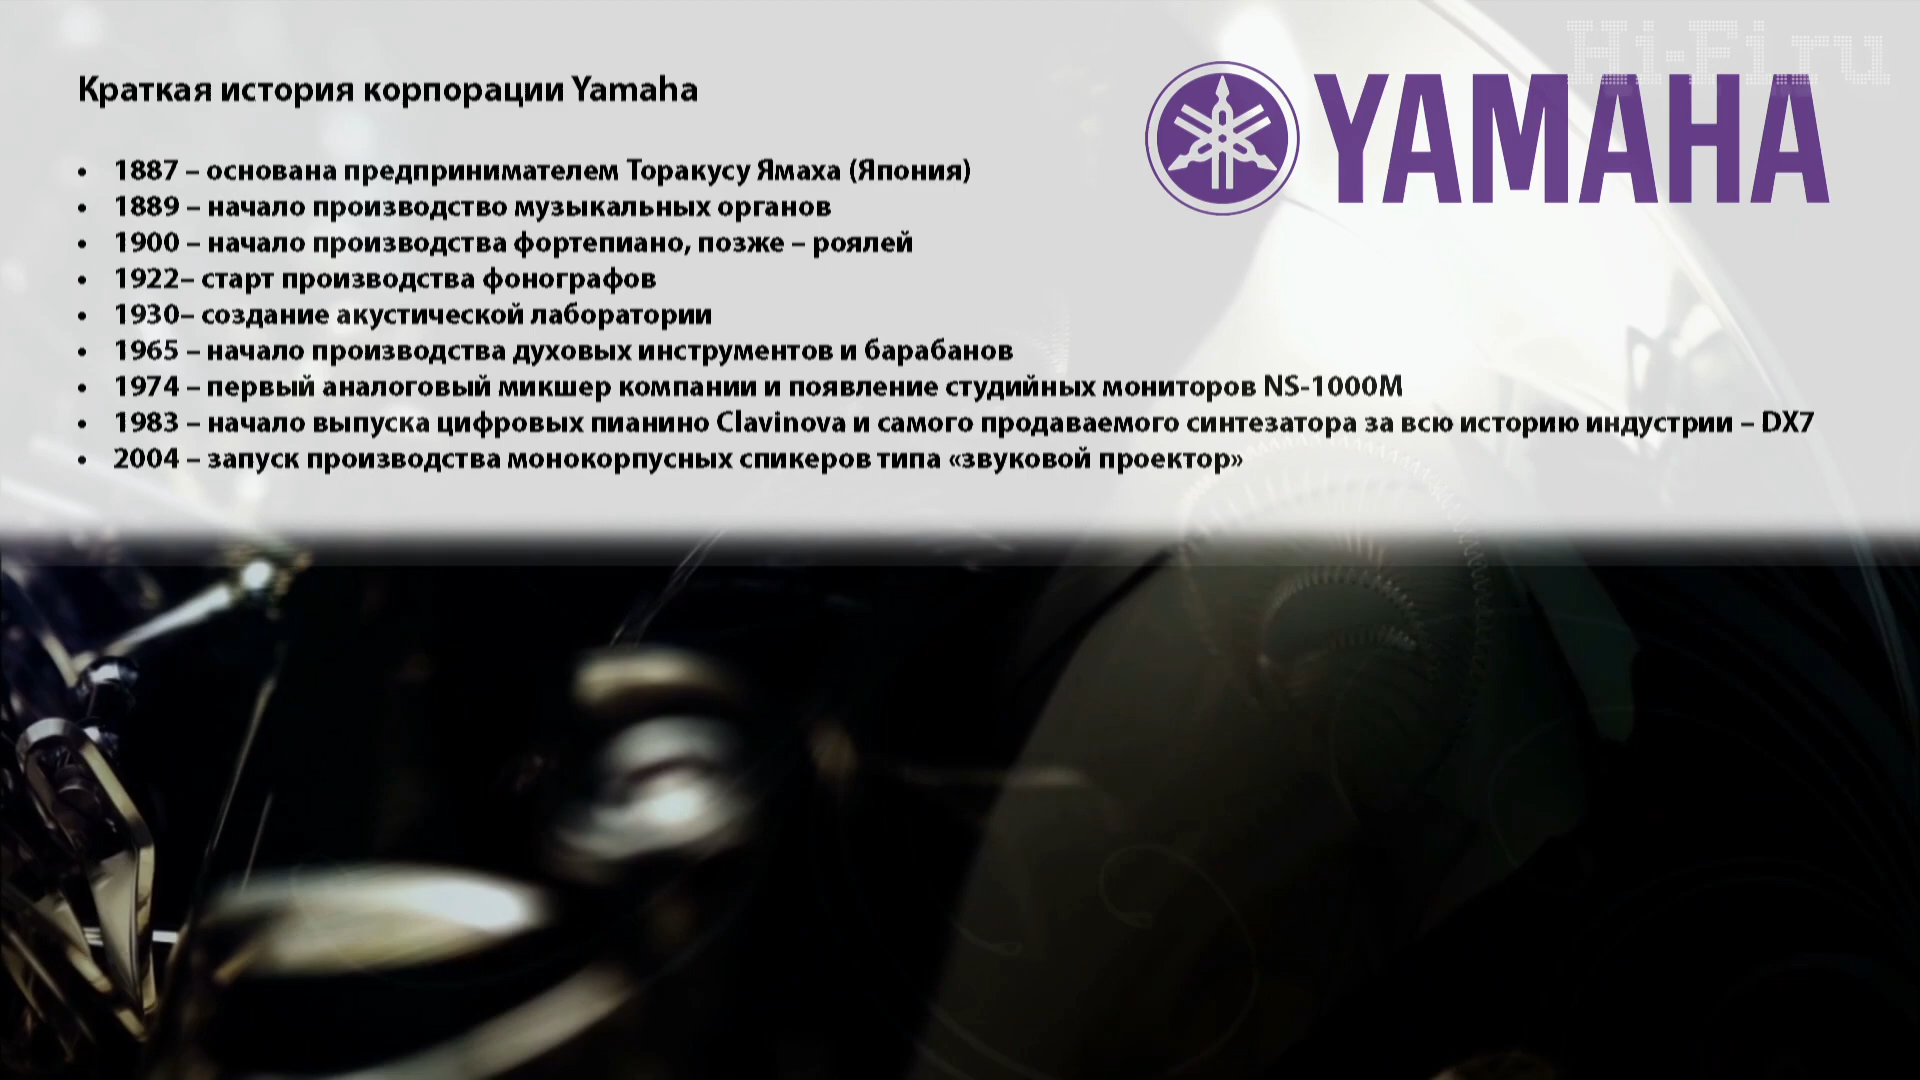 Hi-Fi.ru
Краткая история корпорации Yamaha
YAMAHA
• 1887 – основана предпринимателем Торакусу Ямаха (Япония)
• 1889 – начало производство музыкальных органов
• 1900 – начало производства фортепиано, позже – роялей
• 1922– старт производства фонографов
• 1930– создание акустической лаборатории
• 1965 – начало производства духовых инструментов и барабанов
• 1974 – первый аналоговый микшер компании и появление студийных мониторов NS-1000M
• 1983 – начало выпуска цифровых пианино Clavinova и самого продаваемого синтезатора за всю историю индустрии – DX7
• 2004 – запуск производства монокорпусных спикеров типа «звуковой проектор»